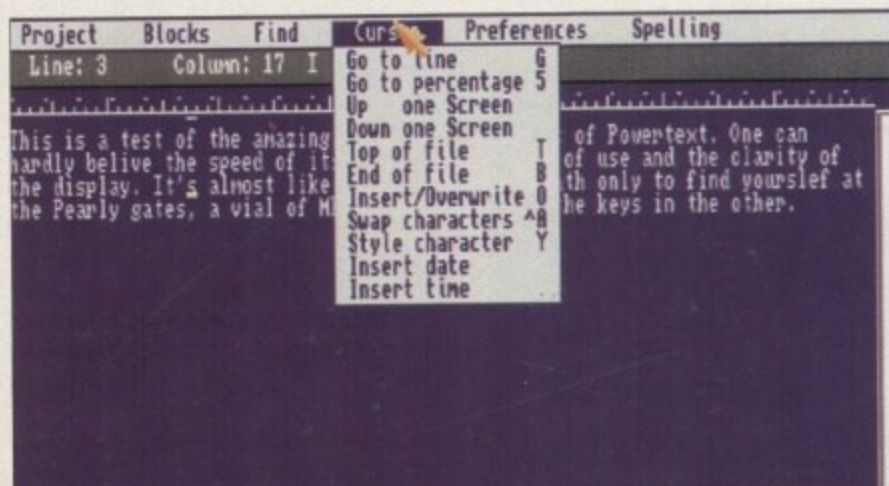 Project Blocks Find Curs Preferences Spelling
Line: 3 Column: 17 I
Go to line G
Go to percentage 5
Up one Screen
Down one Screen
Top of file T
End of file B
Insert/Overwrite O
Swap characters ^A
Style character Y
Insert date
Insert time
This is a test of the amazing of Powertext. One can
hardly belive the speed of its of use and the clarity of
the display. It's almost like th only to find yourslef at
the Pearly gates, a vial of M he keys in the other.